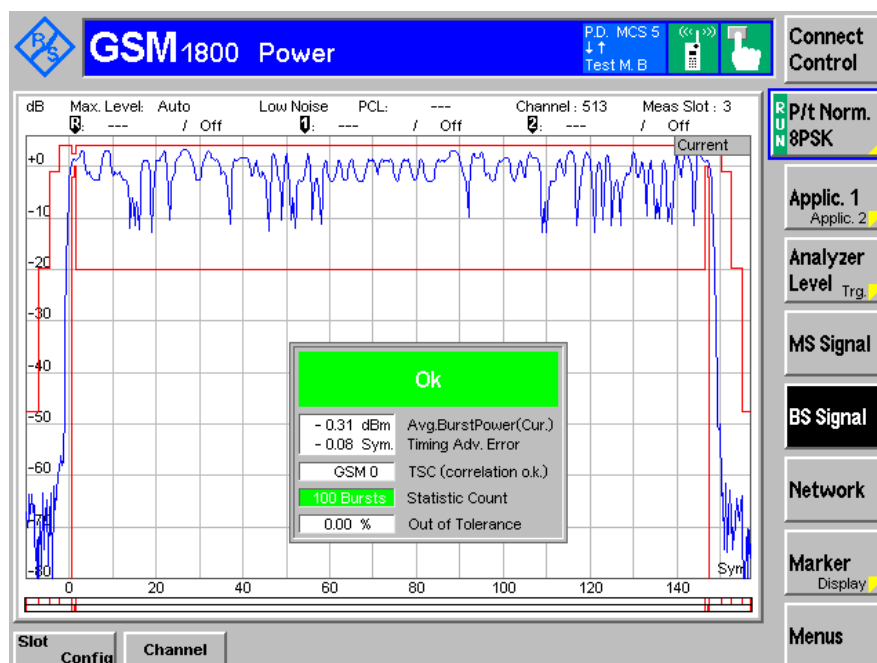 R&S
GSM1800 Power
P.D. MCS 5
Test M. B
Connect
Control
dB Max. Level: Auto Low Noise PCL: --- Channel : 513 Meas Slot : 3
R: --- / Off 1: --- / Off 2: --- / Off
Current
RUN
P/t Norm.
8PSK
Applic. 1
Applic. 2
Analyzer
Level Trg.
MS Signal
BS Signal
Network
Marker
Display
Menus
+0
-10
-20
-30
-40
-50
-60
-70
-80
Ok
- 0.31 dBm Avg.BurstPower(Cur.)
- 0.08 Sym. Timing Adv. Error
GSM 0 TSC (correlation o.k.)
100 Bursts Statistic Count
0.00 % Out of Tolerance
Sym
0 20 40 60 80 100 120 140
Slot
Config
Channel